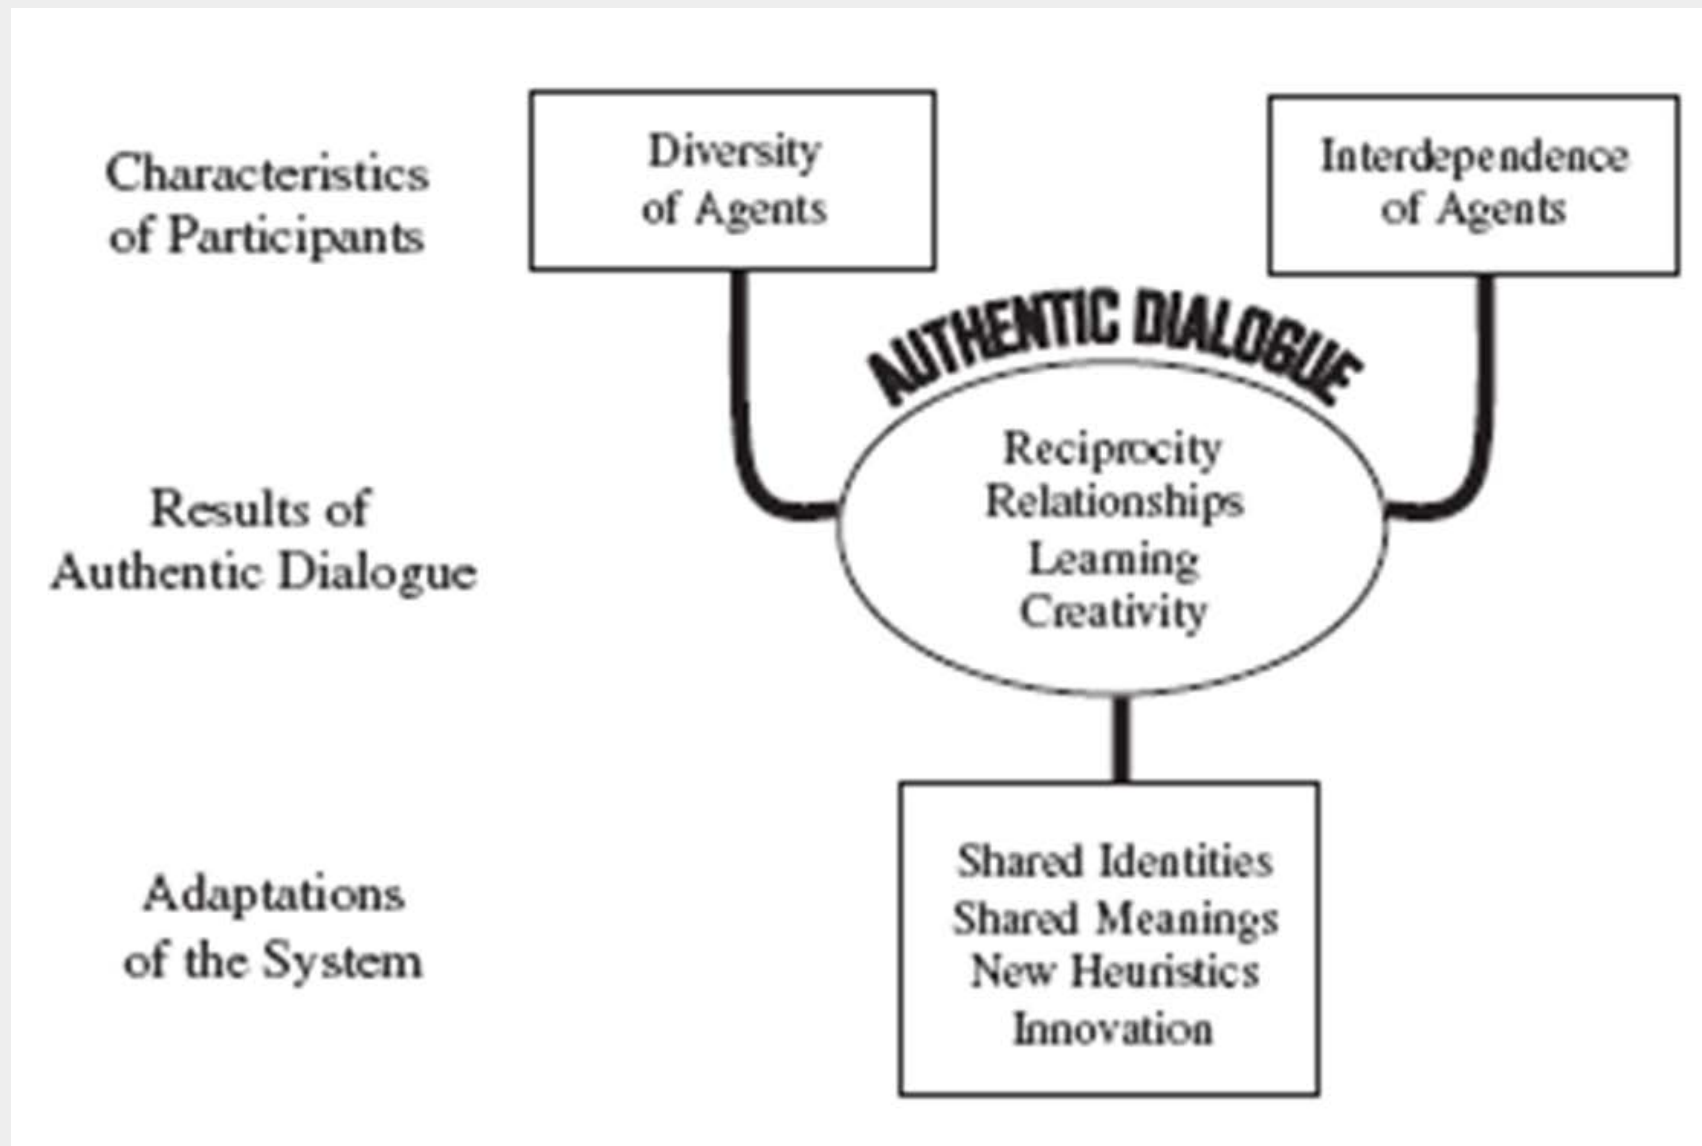 Characteristics
of Participants
Diversity
of Agents
Interdependence
of Agents
AUTHENTIC DIALOGUE
Results of
Authentic Dialogue
Reciprocity
Relationships
Learning
Creativity
Adaptations
of the System
Shared Identities
Shared Meanings
New Heuristics
Innovation